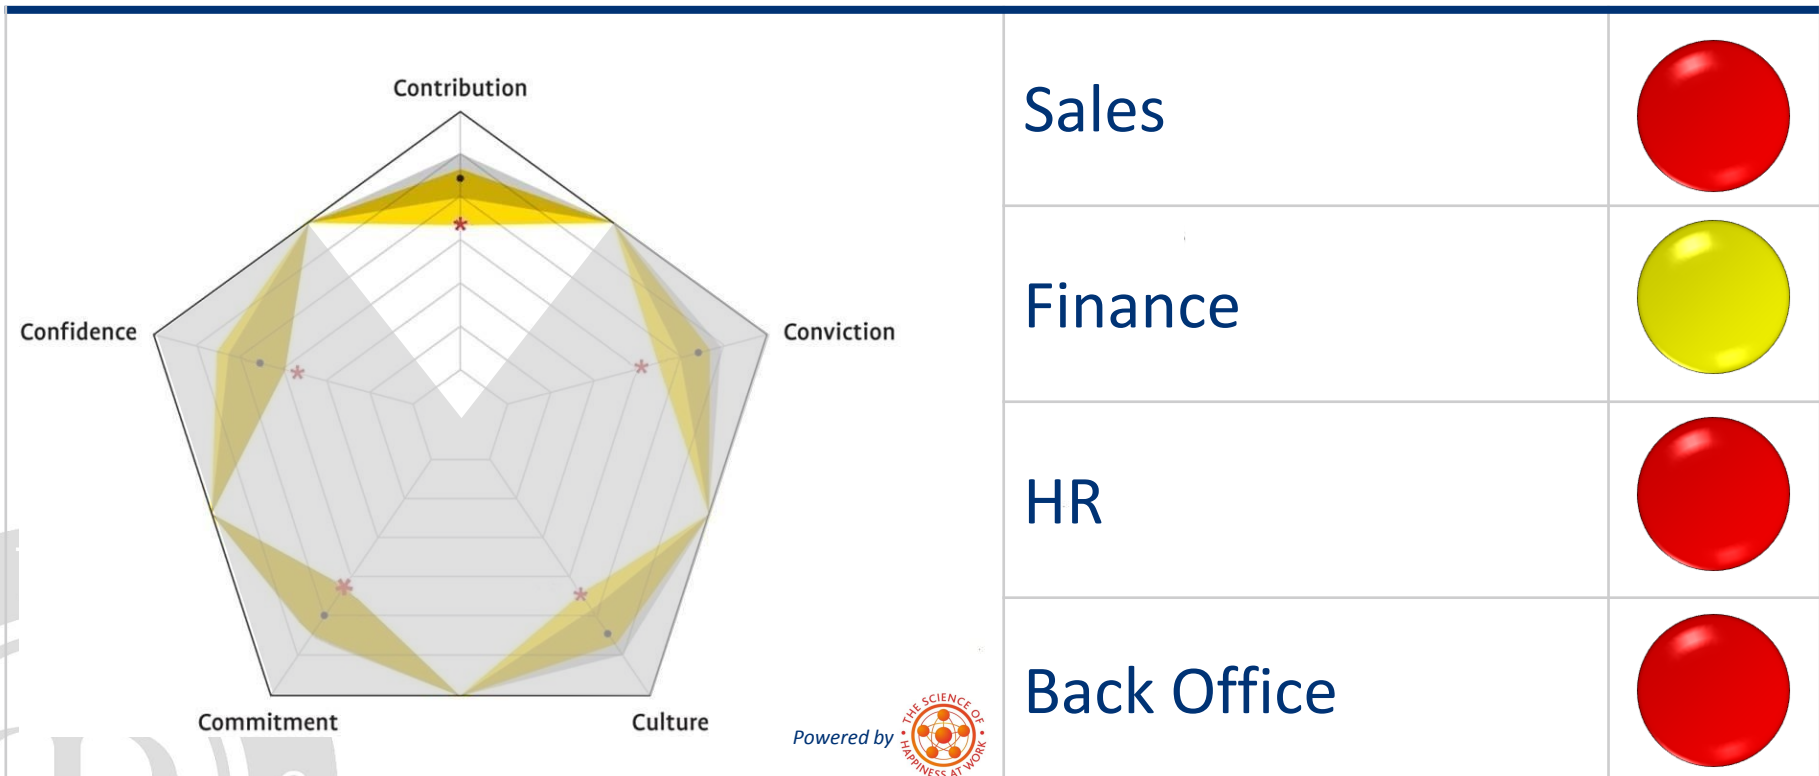 Contribution
Confidence
Conviction
Commitment
Culture
Powered by
THE SCIENCE OF
HAPPINESS AT WORK
Sales
Finance
HR
Back Office